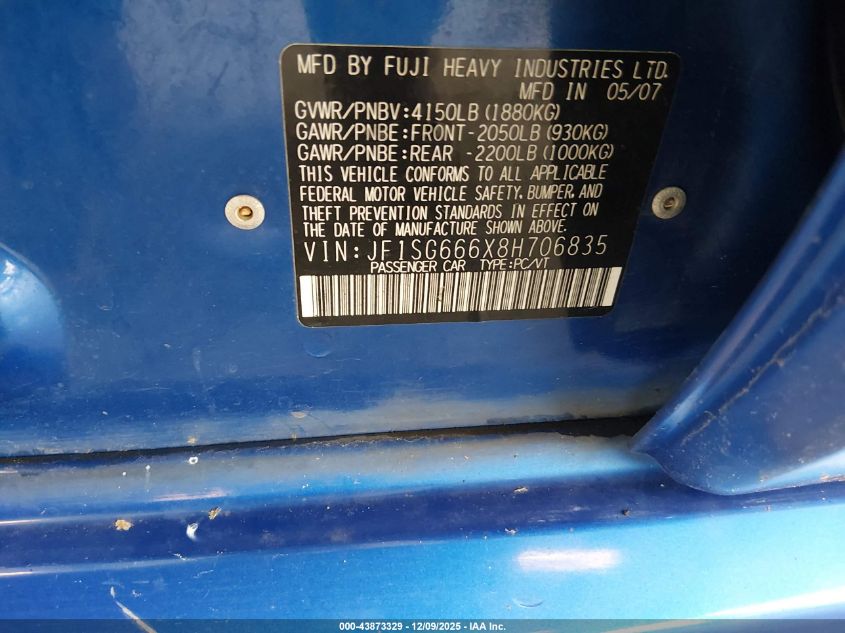 MFD BY FUJI HEAVY INDUSTRIES LTD.
MFD IN 05/07
GVWR/PNBV:4150LB (1880KG)
GAWR/PNBE:FRONT-2050LB (930KG)
GAWR/PNBE:REAR -2200LB (1000KG)
THIS VEHICLE CONFORMS TO ALL APPLICABLE
FEDERAL MOTOR VEHICLE SAFETY, BUMPER, AND
THEFT PREVENTION STANDARDS IN EFFECT ON
THE DATE OF MANUFACTURE SHOWN ABOVE.
VIN:JF1SG666X8H706835
PASSENGER CAR TYPE:PC/VT
000-43873329 - 12/09/2025 - IAA Inc.